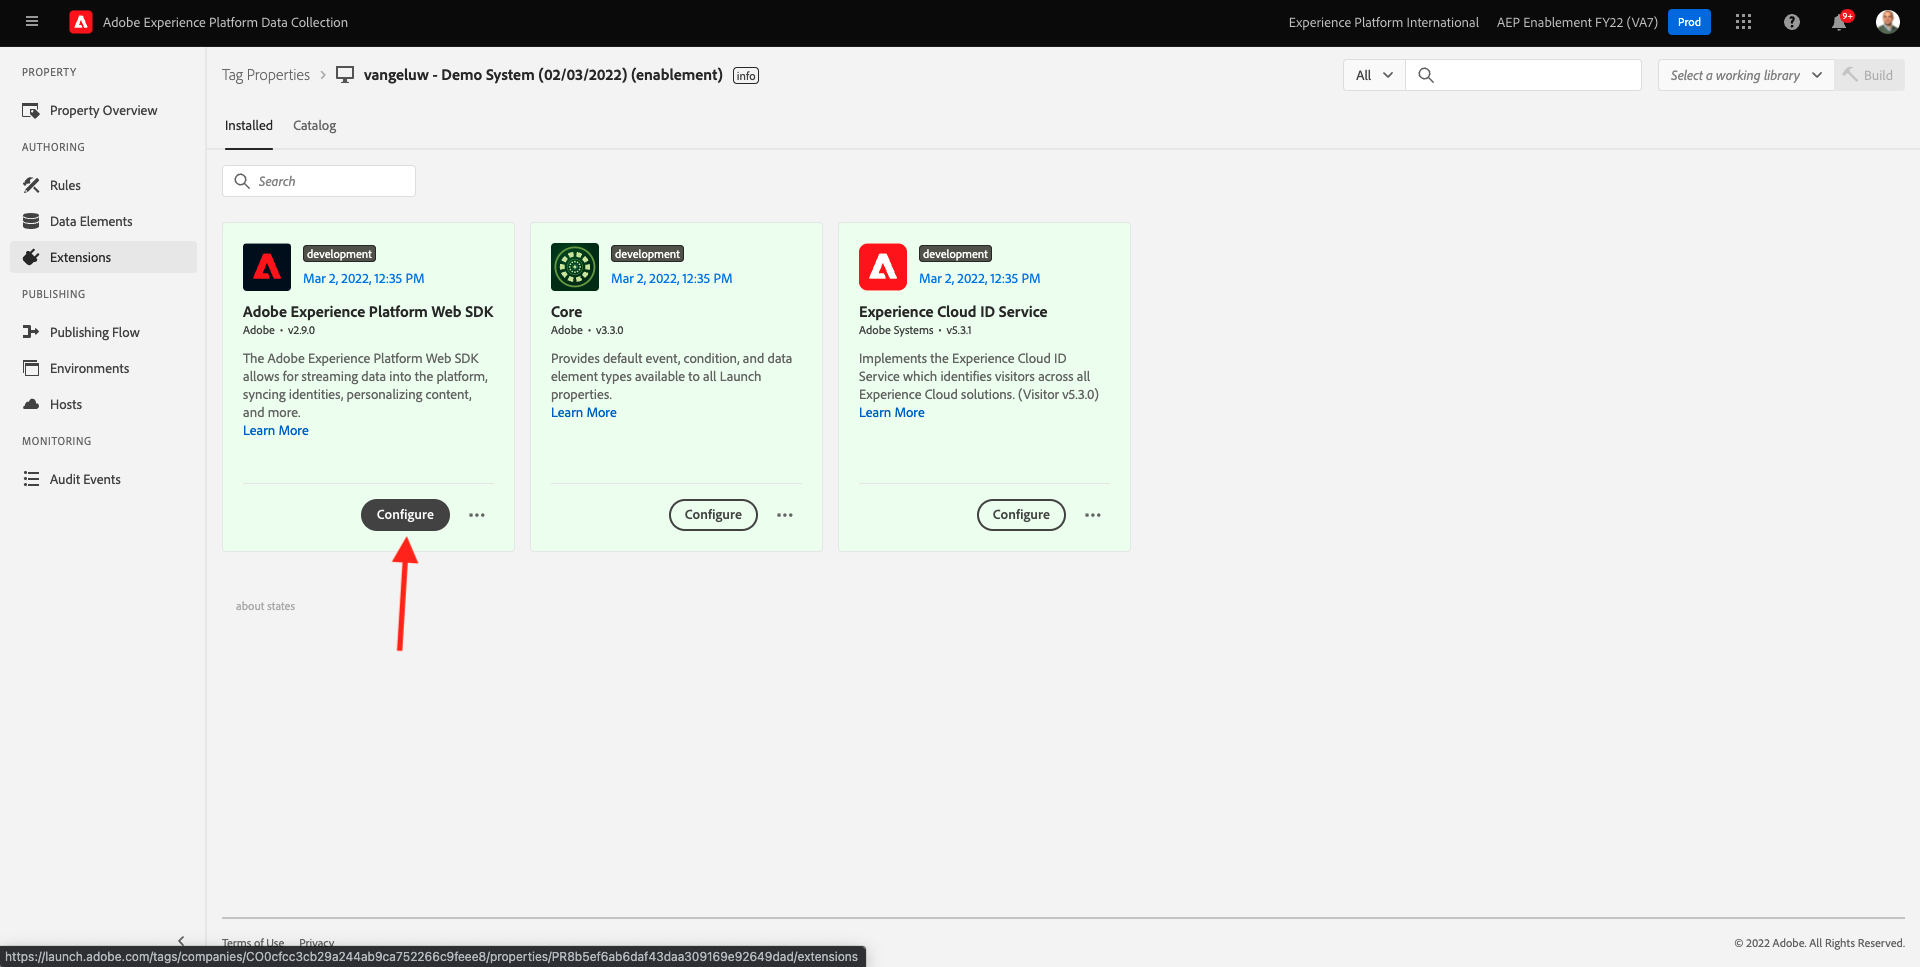 Adobe Experience Platform Data Collection
Experience Platform International
AEP Enablement FY22 (VA7)
Prod
9+
PROPERTY
Property Overview
AUTHORING
Rules
Data Elements
Extensions
PUBLISHING
Publishing Flow
Environments
Hosts
MONITORING
Audit Events
Tag Properties
vangeluw - Demo System (02/03/2022) (enablement)
info
All
Select a working library
Build
Installed
Catalog
Search
development
Mar 2, 2022, 12:35 PM
Adobe Experience Platform Web SDK
Adobe • v2.9.0
The Adobe Experience Platform Web SDK
allows for streaming data into the platform,
syncing identities, personalizing content,
and more.
Learn More
Configure
development
Mar 2, 2022, 12:35 PM
Core
Adobe • v3.3.0
Provides default event, condition, and data
element types available to all Launch
properties.
Learn More
Configure
development
Mar 2, 2022, 12:35 PM
Experience Cloud ID Service
Adobe Systems • v5.3.1
Implements the Experience Cloud ID
Service which identifies visitors across all
Experience Cloud solutions. (Visitor v5.3.0)
Learn More
Configure
about states
Terms of Use
Privacy
© 2022 Adobe. All Rights Reserved.
https://launch.adobe.com/tags/companies/CO0cfcc3cb29a244ab9ca752266c9feee8/properties/PR8b5ef6ab6daf43daa309169e92649dad/extensions